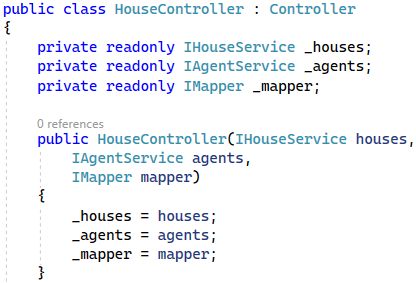 public class HouseController : Controller
{
private readonly IHouseService _houses;
private readonly IAgentService _agents;
private readonly IMapper _mapper;
0 references
public HouseController(IHouseService houses,
IAgentService agents,
IMapper mapper)
{
_houses = houses;
_agents = agents;
_mapper = mapper;
}